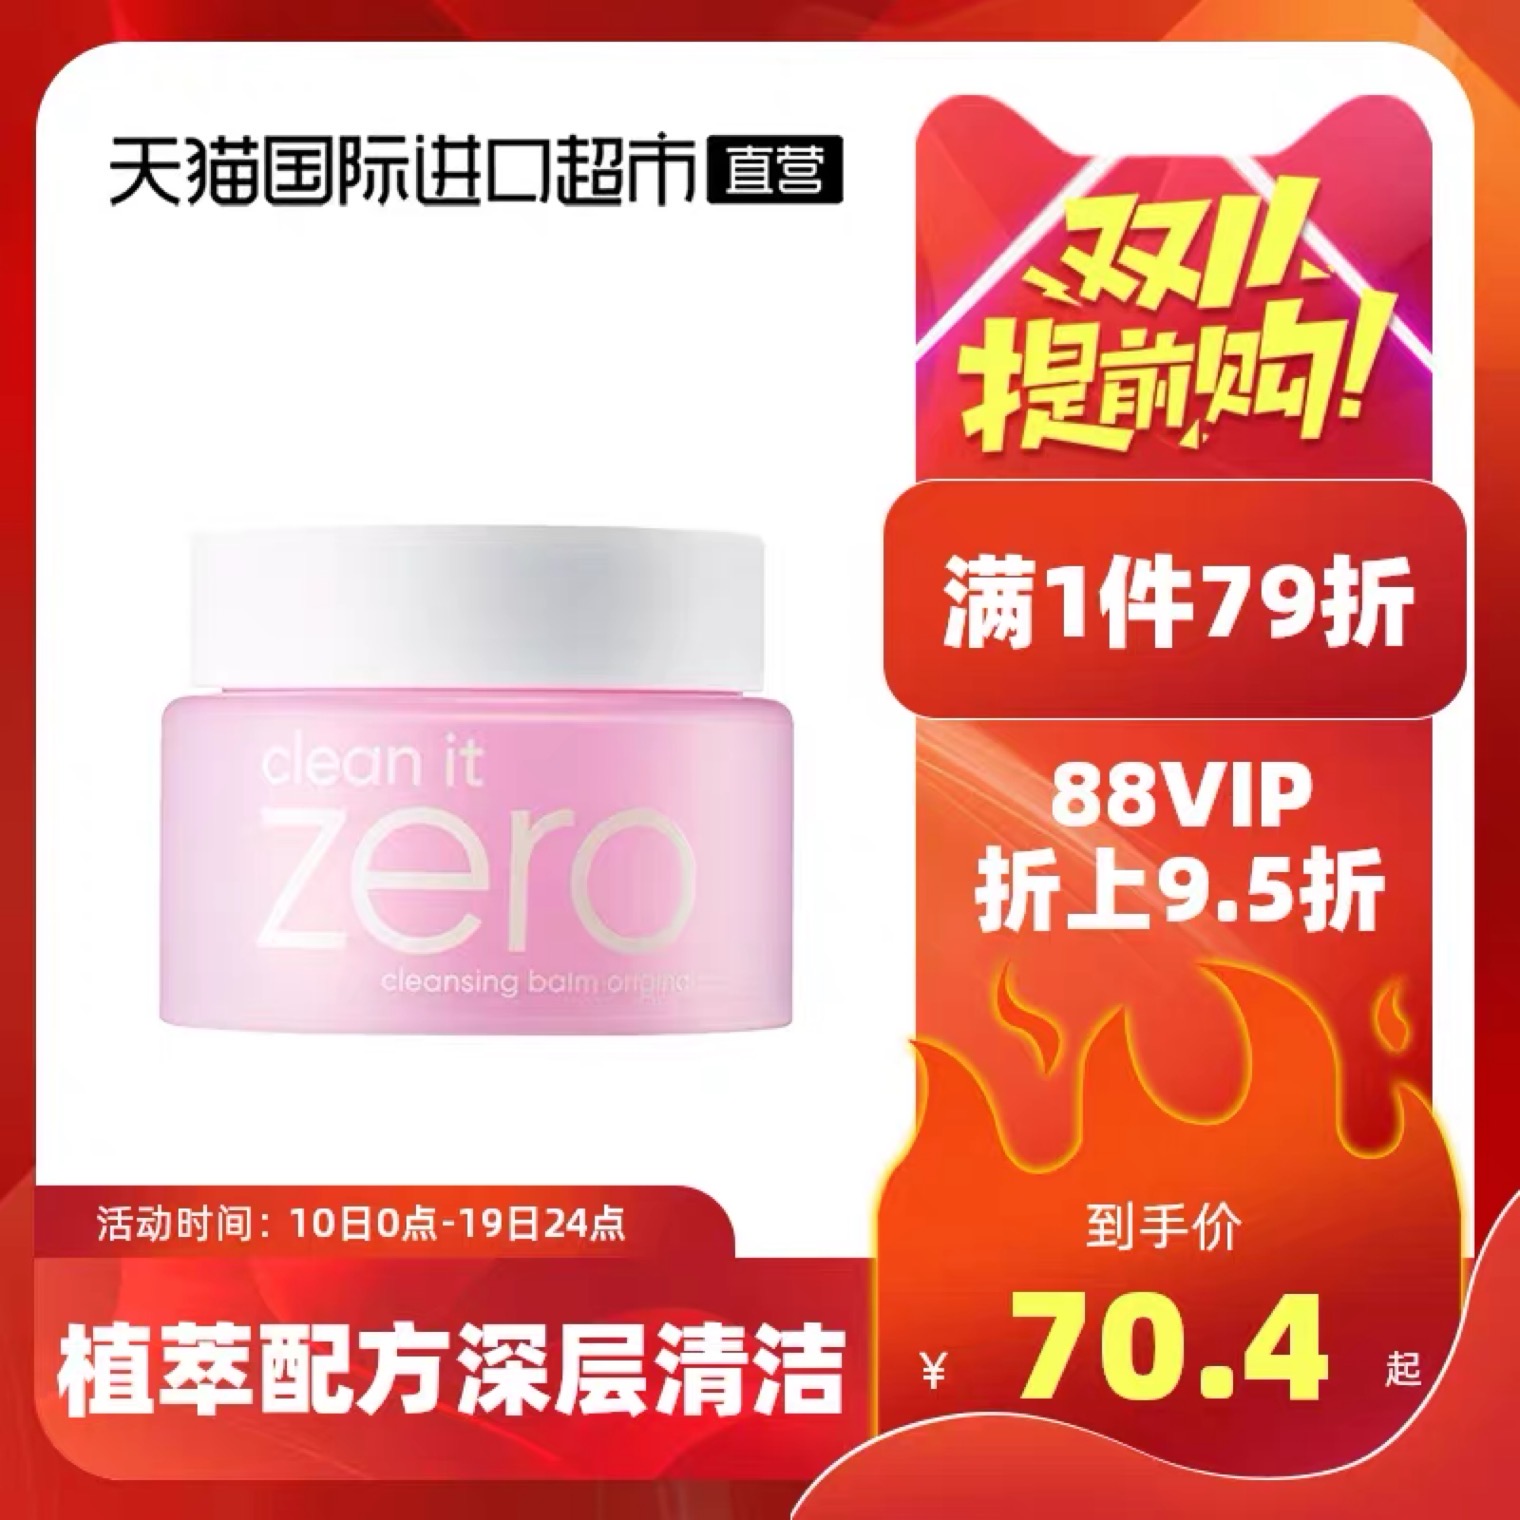 天猫国际进口超市 直营
双11
提前购!
满1件79折
88VIP
折上9.5折
clean it
zero
cleansing balm original
活动时间：10日0点-19日24点
植萃配方深层清洁
到手价
¥ 70.4 起